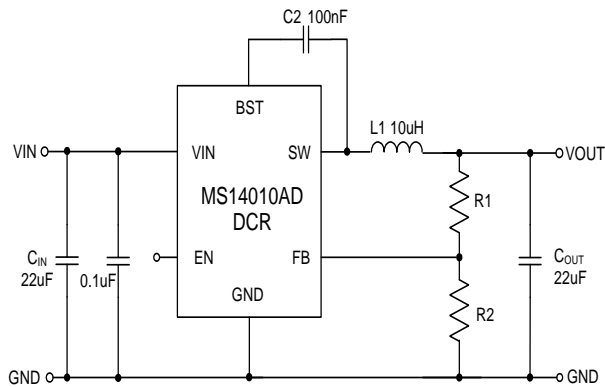 C2 100nF
BST
L1 10uH
VIN
VIN
SW
VOUT
MS14010AD
DCR
R1
EN
FB
CIN
22uF
0.1uF
COUT
22uF
GND
R2
GND
GND